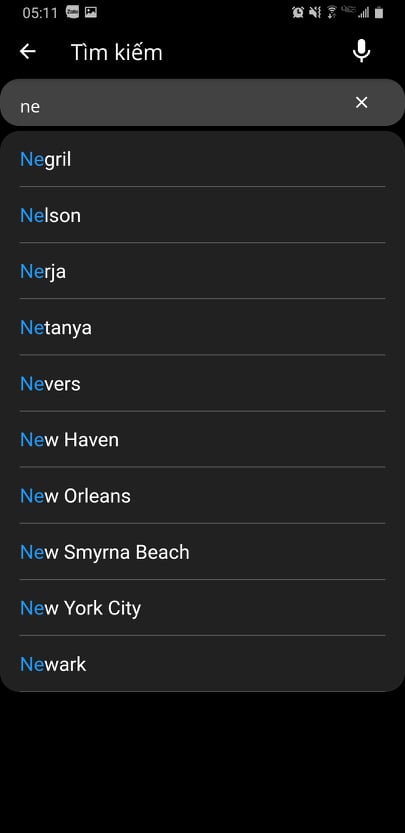 05:11
Tìm kiếm
ne
Negril
Nelson
Nerja
Netanya
Nevers
New Haven
New Orleans
New Smyrna Beach
New York City
Newark